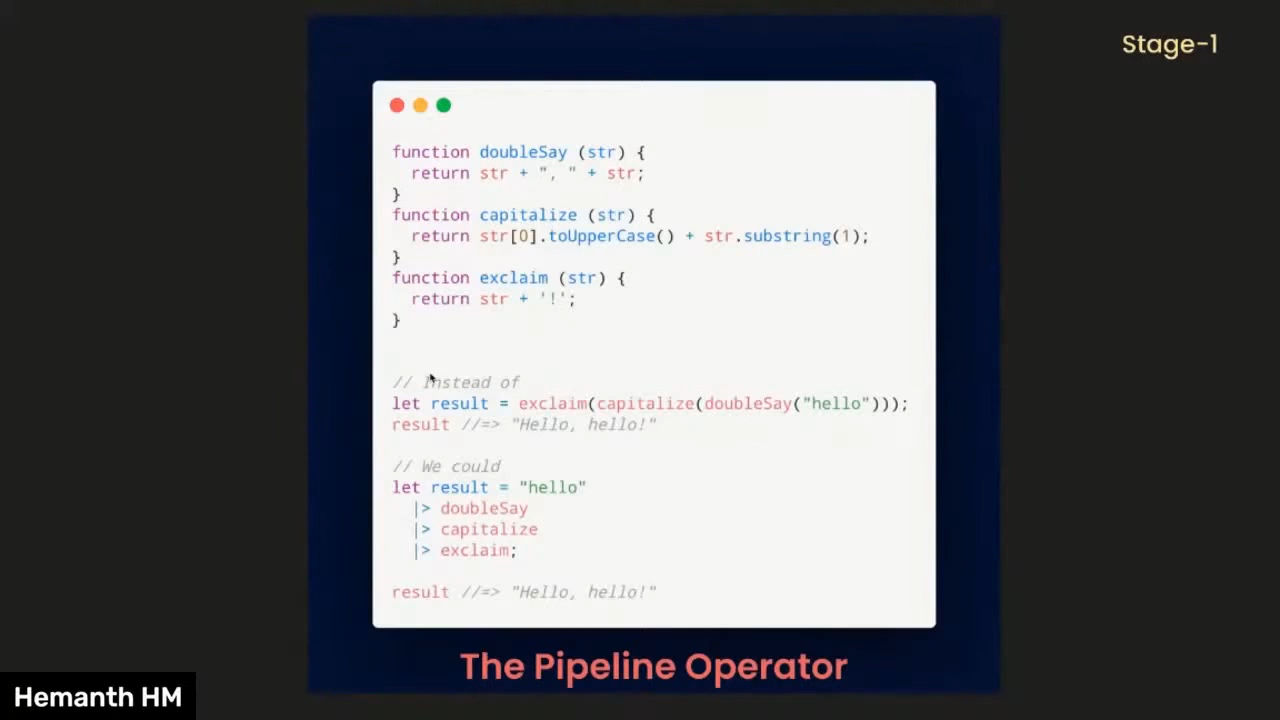 Stage-1
function doubleSay (str) {
  return str + ", " + str;
}
function capitalize (str) {
  return str[0].toUpperCase() + str.substring(1);
}
function exclaim (str) {
  return str + '!';
}
// Instead of
let result = exclaim(capitalize(doubleSay("hello")));
result //=> "Hello, hello!"
// We could
let result = "hello"
  |> doubleSay
  |> capitalize
  |> exclaim;
result //=> "Hello, hello!"
The Pipeline Operator
Hemanth HM